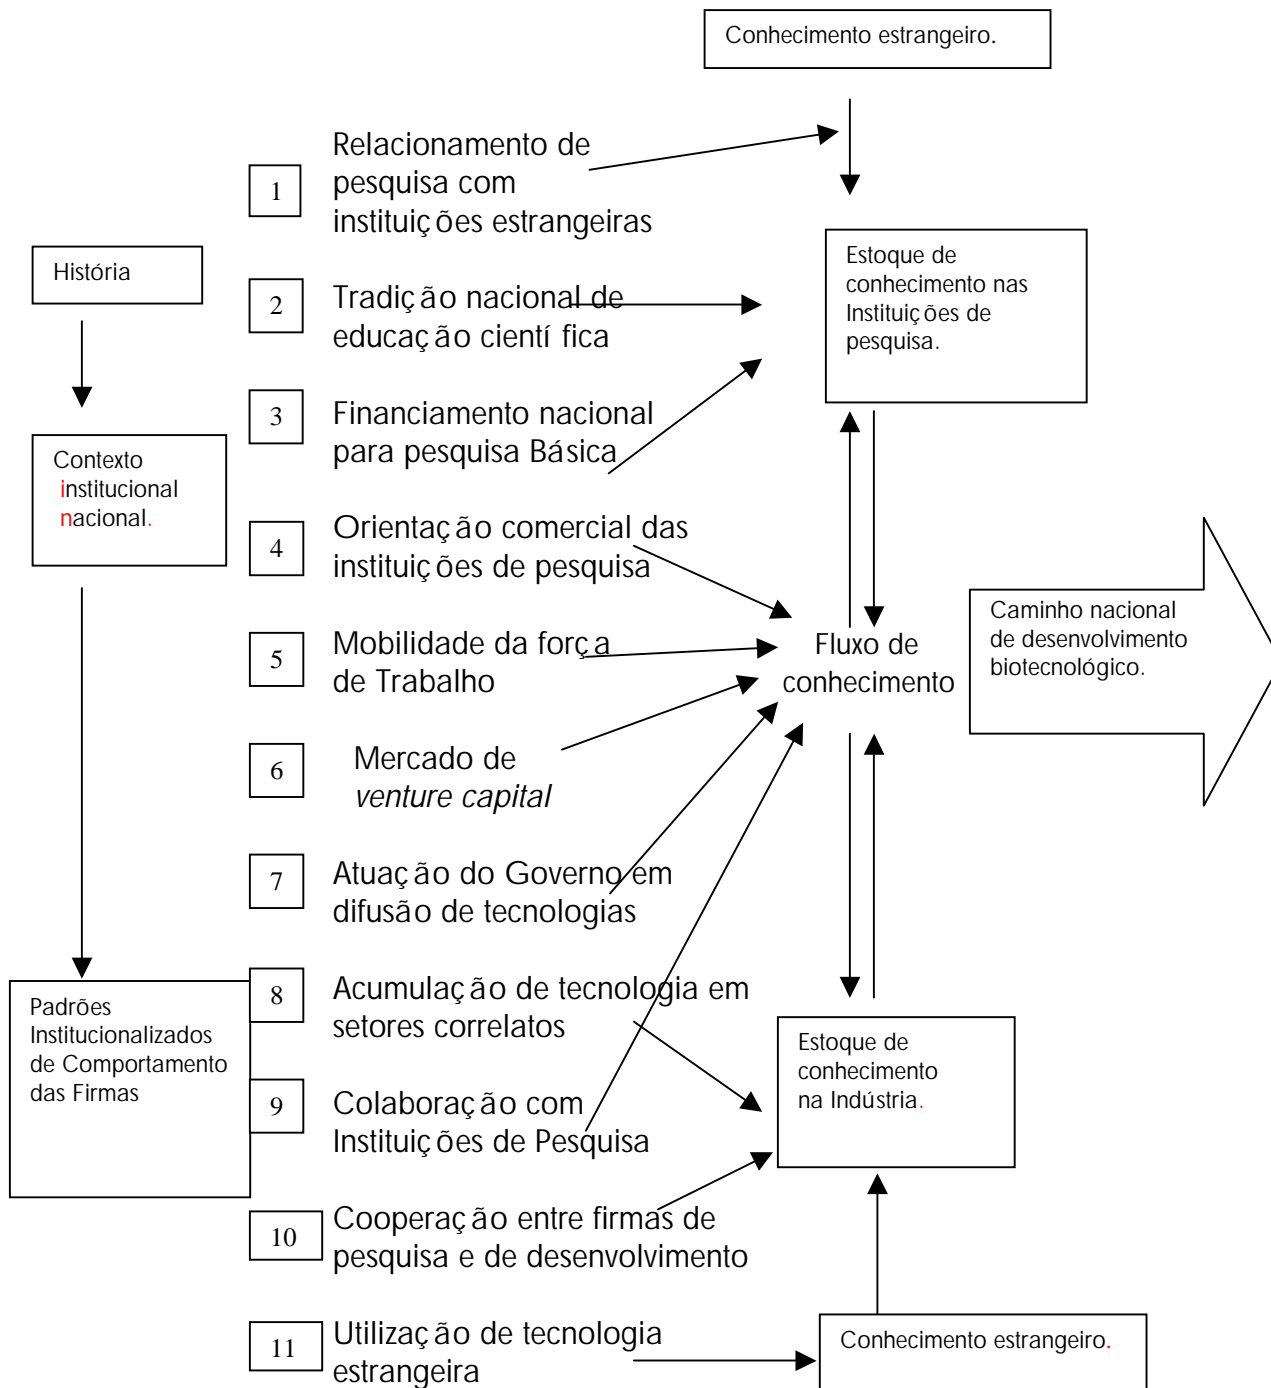 Conhecimento estrangeiro.
1
Relacionamento de
pesquisa com
instituições estrangeiras
História
2
Tradição nacional de
educação científica
Estoque de
conhecimento nas
Instituições de
pesquisa.
3
Financiamento nacional
para pesquisa Básica
Contexto
institucional
nacional.
4
Orientação comercial das
instituições de pesquisa
5
Mobilidade da força
de Trabalho
Fluxo de
conhecimento
Caminho nacional
de desenvolvimento
biotecnológico.
6
Mercado de
venture capital
7
Atuação do Governo em
difusão de tecnologias
8
Acumulação de tecnologia em
setores correlatos
Padrões
Institucionalizados
de Comportamento
das Firmas
Estoque de
conhecimento
na Indústria.
9
Colaboração com
Instituições de Pesquisa
10
Cooperação entre firmas de
pesquisa e de desenvolvimento
11
Utilização de tecnologia
estrangeira
Conhecimento estrangeiro.